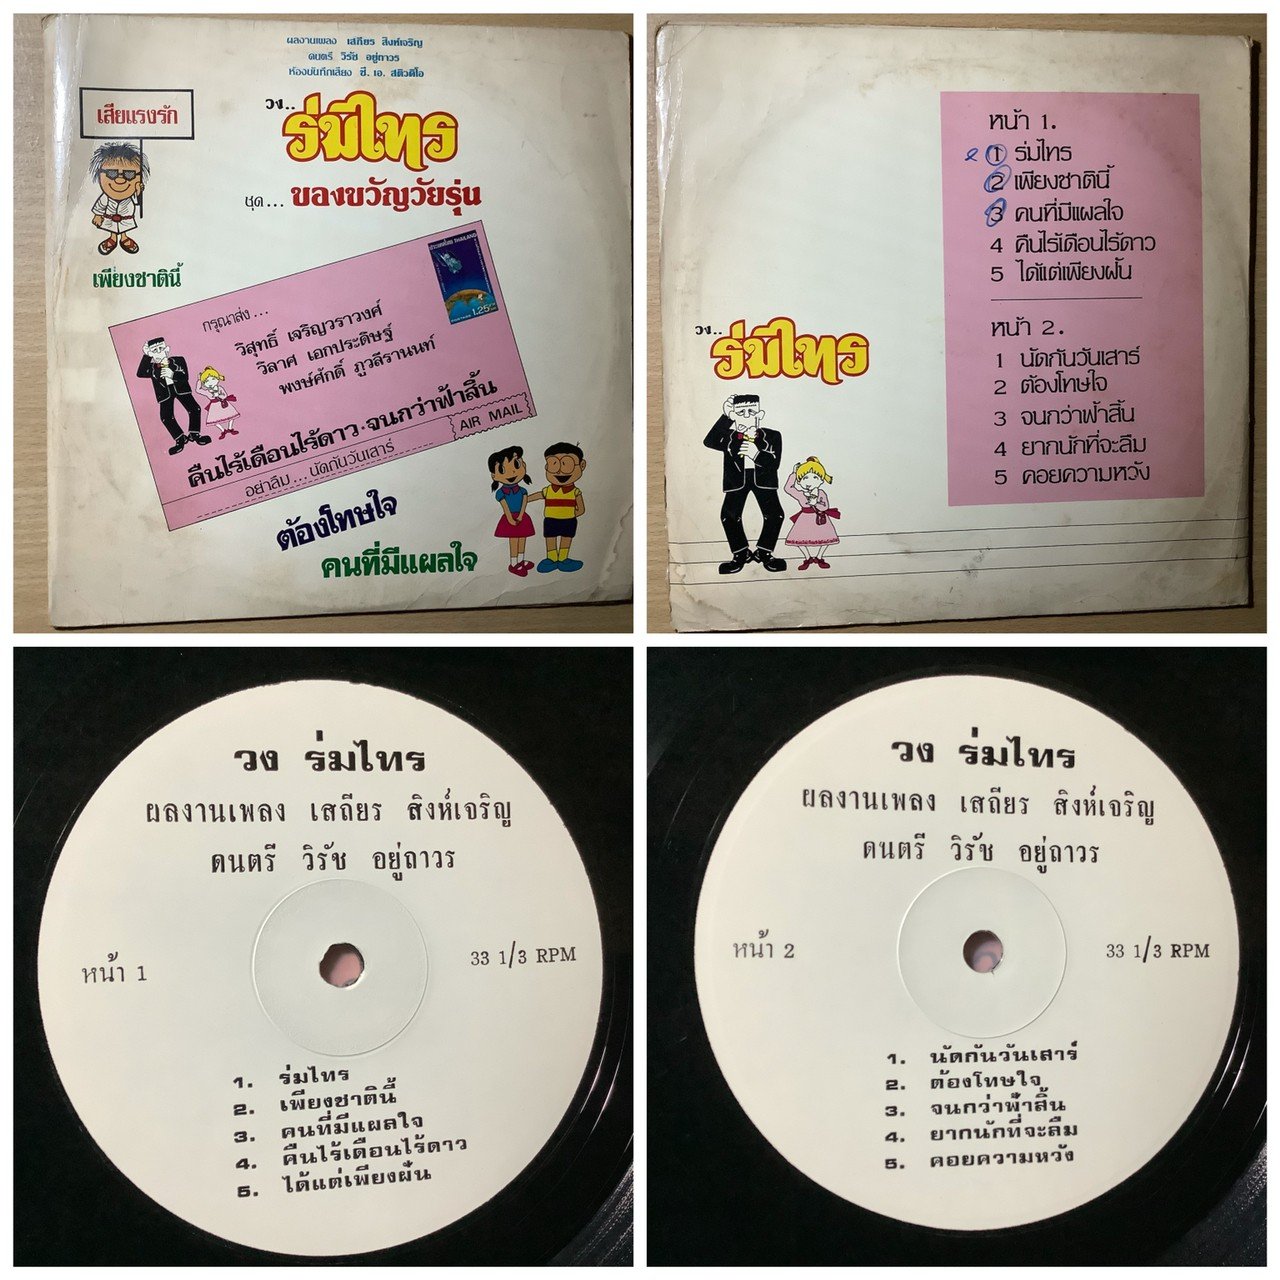 ผลงานเพลง เสถียร สิงห์เจริญ
ดนตรี วิรัช อยู่ถาวร
ห้องบันทึกเสียง ซี. เอ. สตูดิโอ
เสียแรงรัก
วง..
ร่มไทร
ชุด... ของขวัญวัยรุ่น
เพียงชาตินี้
ประเทศไทย THAILAND
1.25
กรุณาส่ง...
วิสุทธิ์ เจริญวราวงศ์
วิลาศ เอกประดิษฐ์
พงษ์ศักดิ์ ภูวลีรานนท์
คืนไร้เดือนไร้ดาว·จนกว่าฟ้าสิ้น
อย่าลืม...นัดกันวันเสาร์
AIR MAIL
ต้องโทษใจ
คนที่มีแผลใจ
หน้า 1.
1 ร่มไทร
2 เพียงชาตินี้
3 คนที่มีแผลใจ
4 คืนไร้เดือนไร้ดาว
5 ได้แต่เพียงฝัน
หน้า 2.
1 นัดกันวันเสาร์
2 ต้องโทษใจ
3 จนกว่าฟ้าสิ้น
4 ยากนักที่จะลืม
5 คอยความหวัง
วง..
ร่มไทร
วง ร่มไทร
ผลงานเพลง เสถียร สิงห์เจริญ
ดนตรี วิรัช อยู่ถาวร
หน้า 1
33 1/3 RPM
1. ร่มไทร
2. เพียงชาตินี้
3. คนที่มีแผลใจ
4. คืนไร้เดือนไร้ดาว
5. ได้แต่เพียงฝัน
วง ร่มไทร
ผลงานเพลง เสถียร สิงห์เจริญ
ดนตรี วิรัช อยู่ถาวร
หน้า 2
33 1/3 RPM
1. นัดกันวันเสาร์
2. ต้องโทษใจ
3. จนกว่าฟ้าสิ้น
4. ยากนักที่จะลืม
5. คอยความหวัง